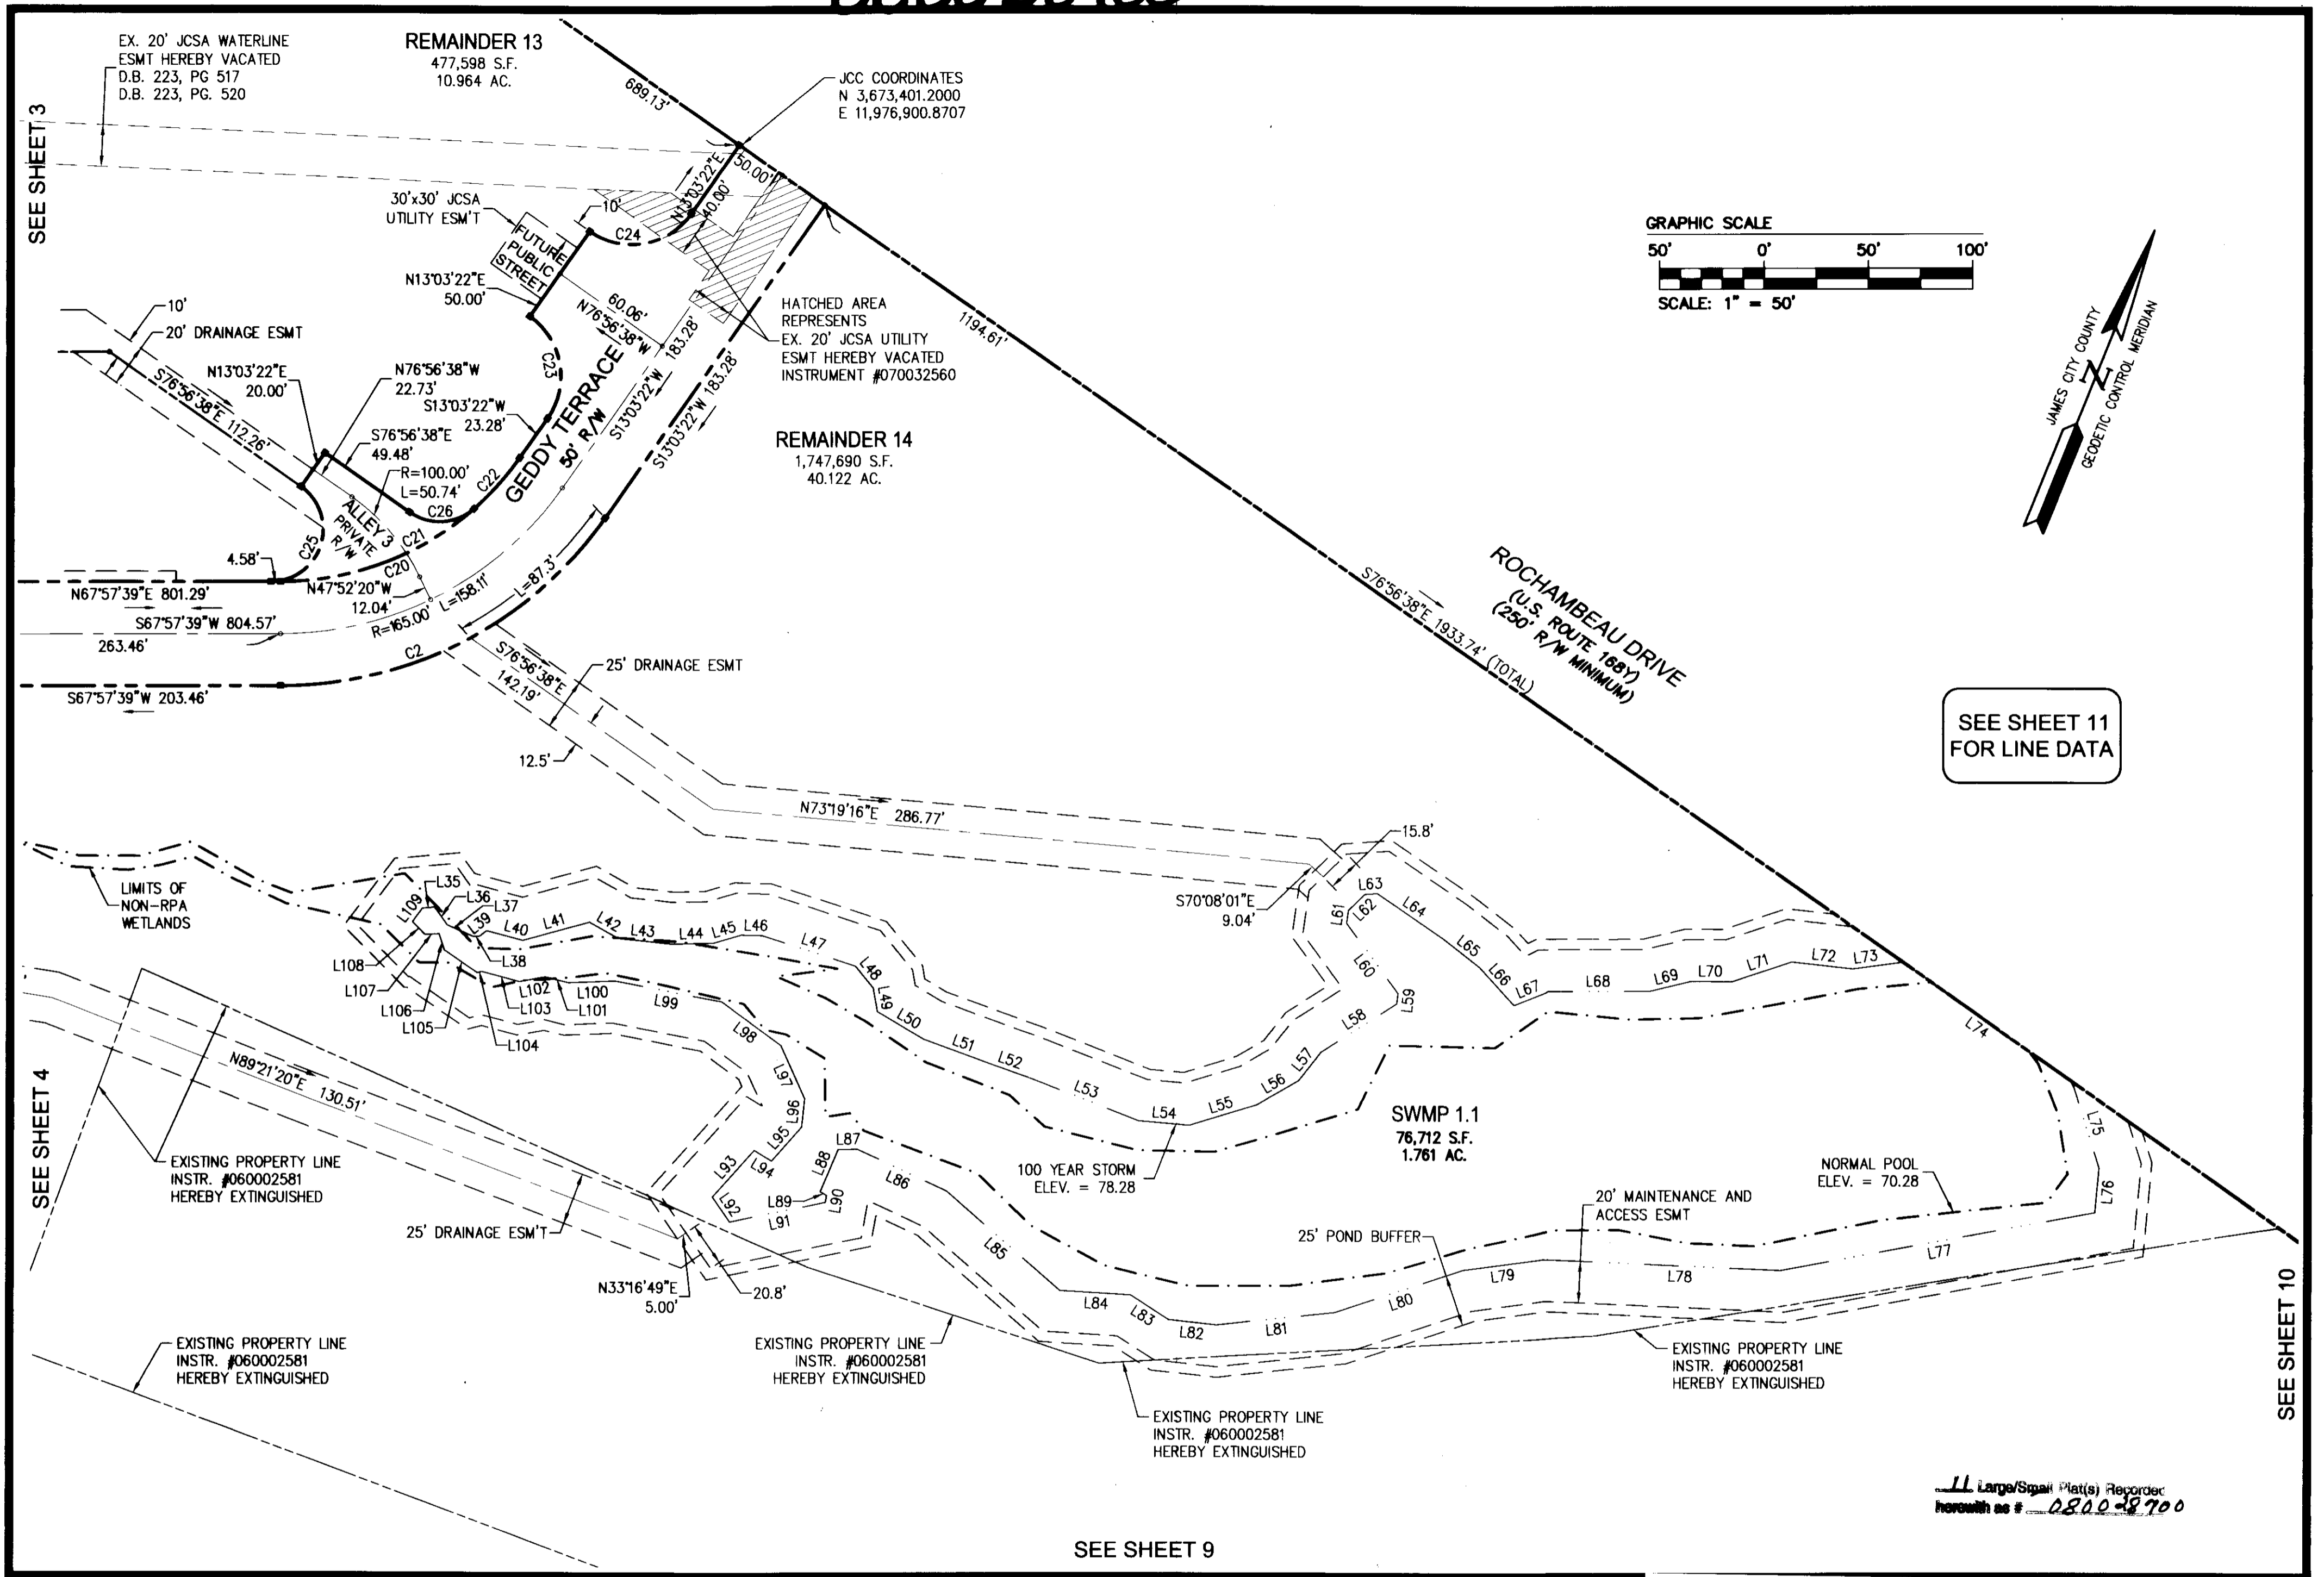 EX. 20' JCSA WATERLINE
ESMT HEREBY VACATED
D.B. 223, PG 517
D.B. 223, PG. 520
REMAINDER 13
477,598 S.F.
10.964 AC.
689.13'
JCC COORDINATES
N 3,673,401.2000
E 11,976,900.8707
SEE SHEET 3
30'x30' JCSA
UTILITY ESM'T
10'
C24
N13°03'22"E
40.00'
50.00'
FUTURE
PUBLIC
STREET
N13°03'22"E
50.00'
60.06'
N76°56'38"W
C23
183.28'
S13°03'22"W
S13°03'22"W 183.28'
HATCHED AREA
REPRESENTS
EX. 20' JCSA UTILITY
ESMT HEREBY VACATED
INSTRUMENT #070032560
1194.61'
GRAPHIC SCALE
50' 0' 50' 100'
SCALE: 1" = 50'
JAMES CITY COUNTY
N
GEODETIC CONTROL MERIDIAN
10'
20' DRAINAGE ESMT
S76°56'38"E 112.26'
N13°03'22"E
20.00'
N76°56'38"W
22.73'
S13°03'22"W
23.28'
S76°56'38"E
49.48'
R=100.00'
L=50.74'
C26
C22
GEDDY TERRACE
50' R/W
REMAINDER 14
1,747,690 S.F.
40.122 AC.
ALLEY 3
PRIVATE
R/W
C25
C21
C20
4.58'
N67°57'39"E 801.29'
N47°52'20"W
12.04'
S67°57'39"W 804.57'
263.46'
R=165.00'
L=158.11'
L=87.3'
C2
S67°57'39"W 203.46'
S76°56'38"E
142.19'
25' DRAINAGE ESMT
12.5'
ROCHAMBEAU DRIVE
(U.S. ROUTE 168Y)
(250' R/W MINIMUM)
S76°56'38"E 1933.74' (TOTAL)
SEE SHEET 11
FOR LINE DATA
N73°19'16"E 286.77'
15.8'
S70°08'01"E
9.04'
LIMITS OF
NON-RPA
WETLANDS
L35
L36
L37
L109
L39
L40
L41
L42
L43
L44
L45
L46
L47
L38
L108
L107
L106
L105
L104
L103
L102
L101
L100
L99
L98
L97
L96
L95
L94
L93
L92
L91
L90
L89
L88
L87
L86
L85
L84
L83
L82
L81
L80
L79
L78
L77
L76
L75
L74
L73
L72
L71
L70
L69
L68
L67
L66
L65
L64
L63
L62
L61
L60
L59
L58
L57
L56
L55
L54
L53
L52
L51
L50
L49
L48
SWMP 1.1
76,712 S.F.
1.761 AC.
100 YEAR STORM
ELEV. = 78.28
NORMAL POOL
ELEV. = 70.28
20' MAINTENANCE AND
ACCESS ESMT
25' POND BUFFER
SEE SHEET 4
N89°21'20"E
130.51'
EXISTING PROPERTY LINE
INSTR. #060002581
HEREBY EXTINGUISHED
25' DRAINAGE ESM'T
N33°16'49"E
5.00'
20.8'
EXISTING PROPERTY LINE
INSTR. #060002581
HEREBY EXTINGUISHED
EXISTING PROPERTY LINE
INSTR. #060002581
HEREBY EXTINGUISHED
EXISTING PROPERTY LINE
INSTR. #060002581
HEREBY EXTINGUISHED
EXISTING PROPERTY LINE
INSTR. #060002581
HEREBY EXTINGUISHED
SEE SHEET 10
11 Large/Small Plat(s) Recorded
herewith as # 080028700
SEE SHEET 9